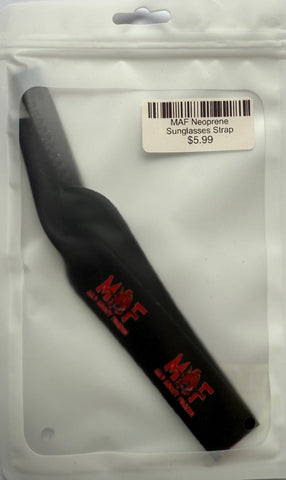 MAF Neoprene
Sunglasses Strap
$5.99
MAF
MAF